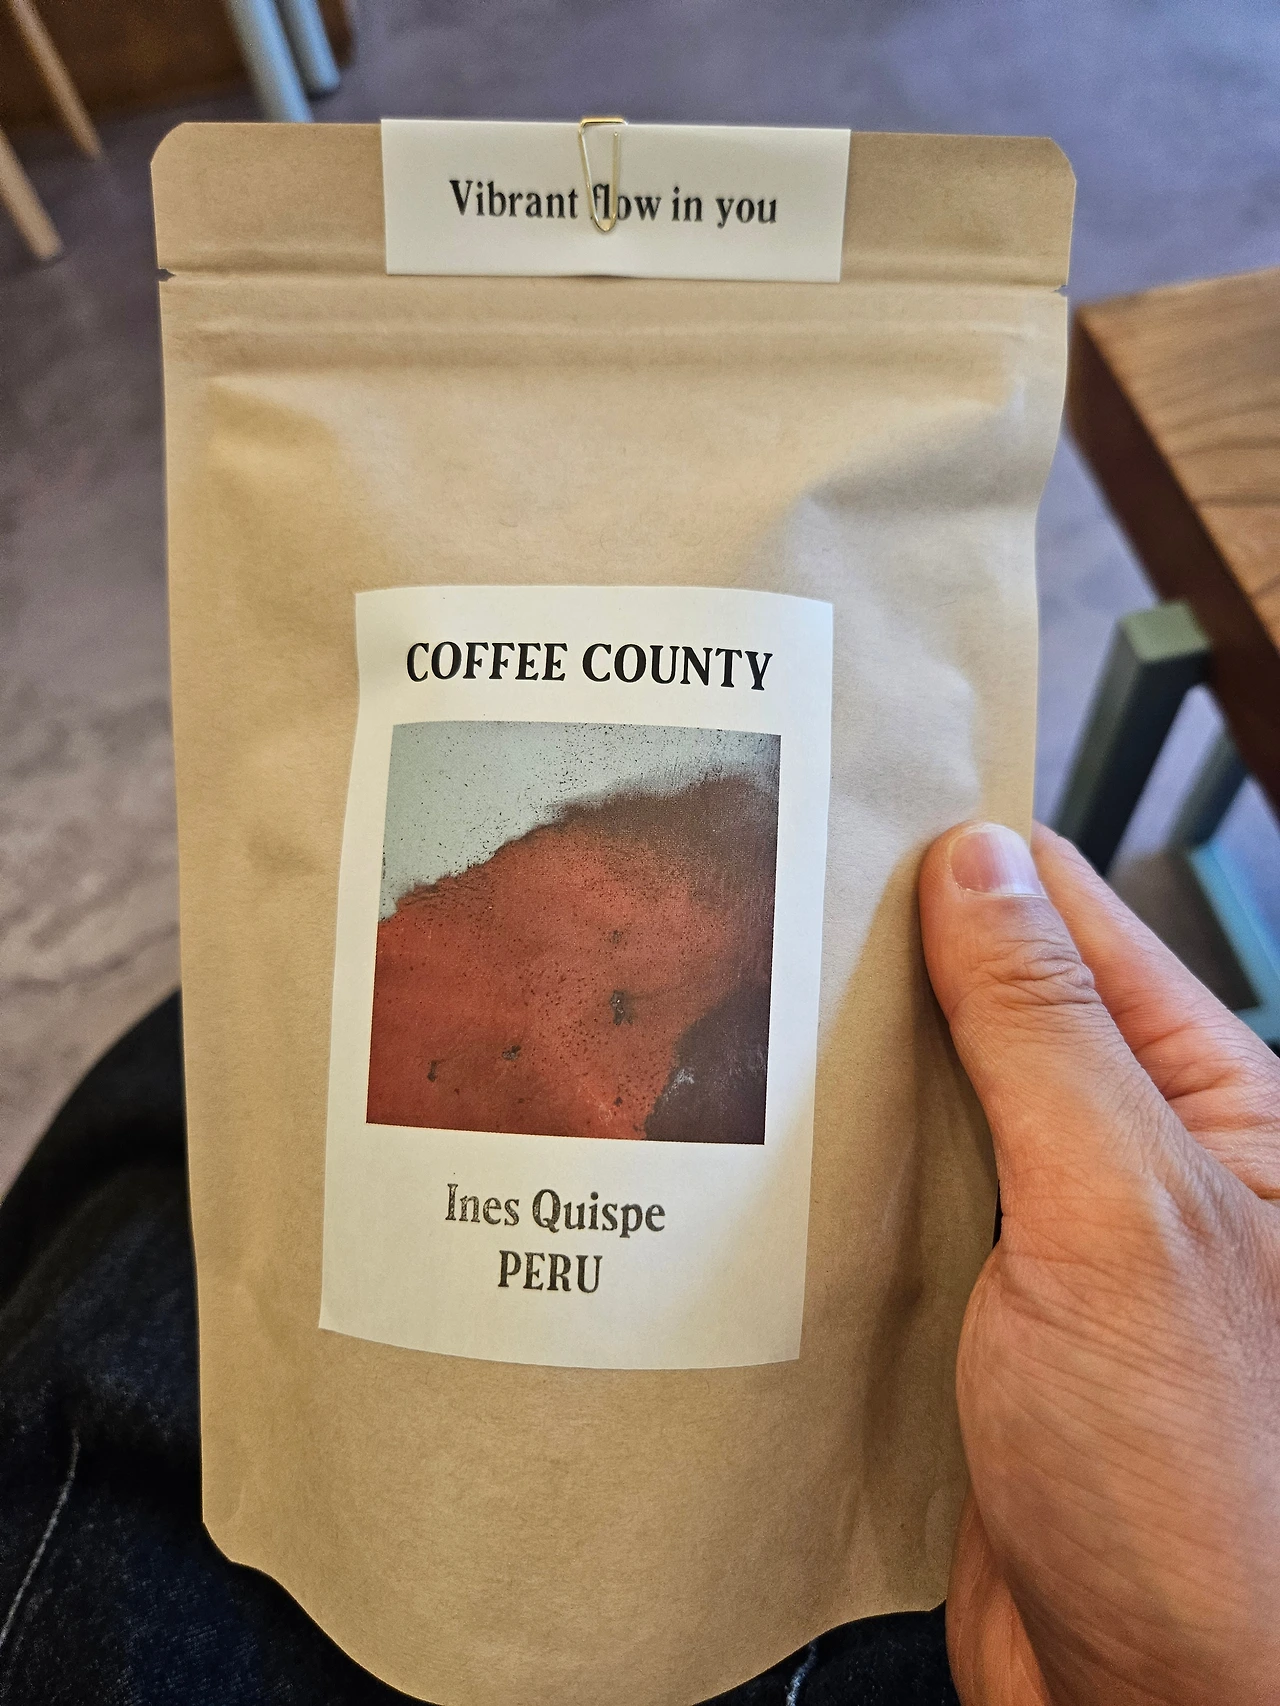 Vibrant flow in you
COFFEE COUNTY
Ines Quispe
PERU